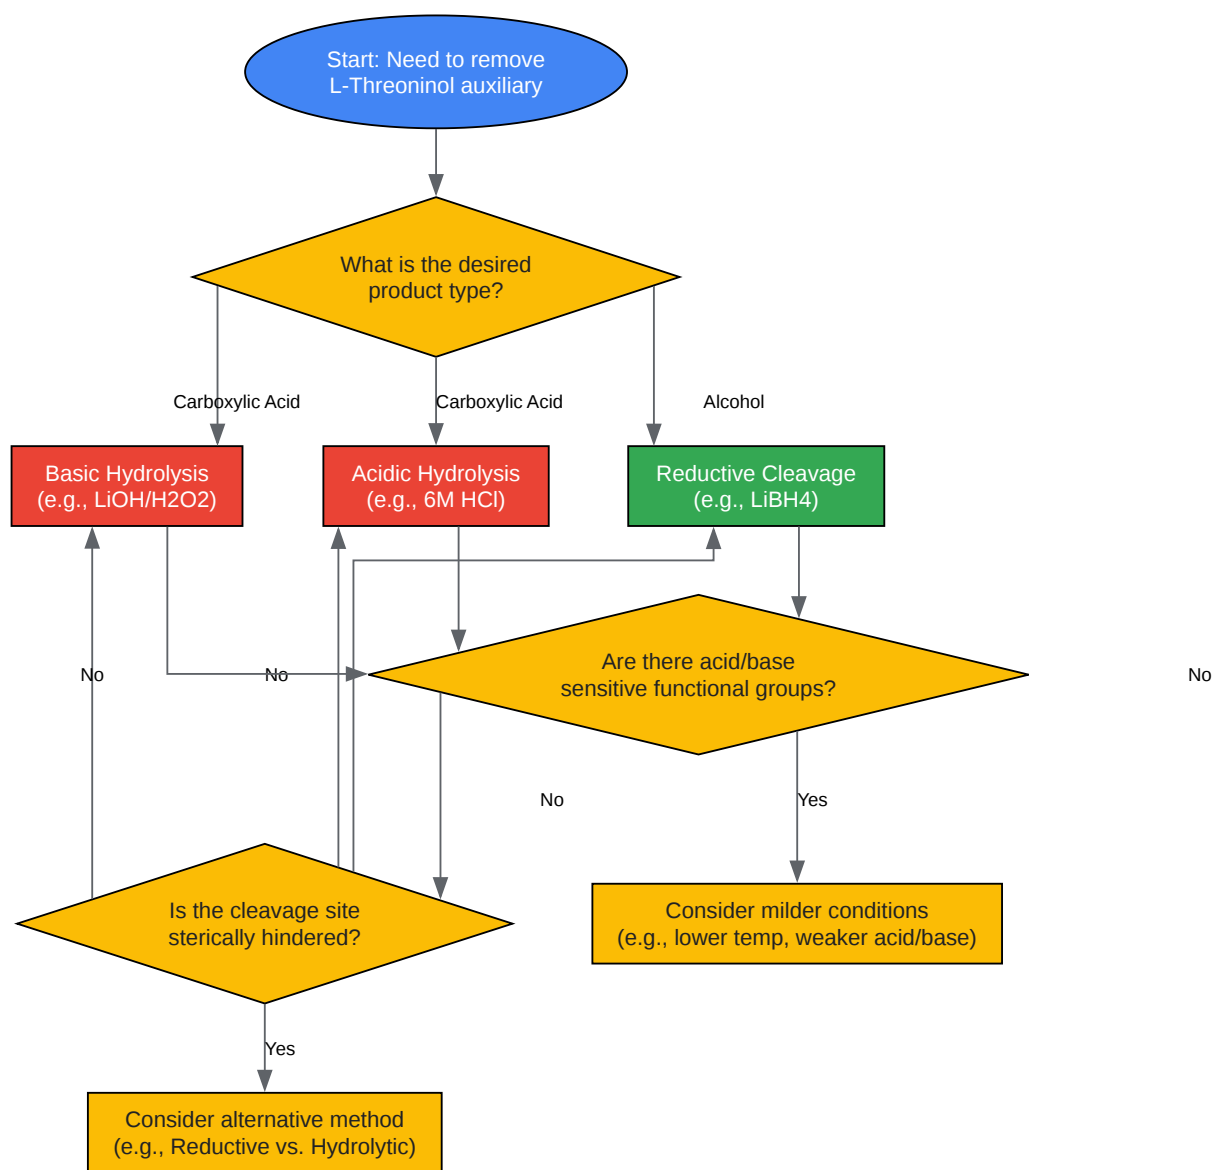 Start: Need to remove
L-Threoninol auxiliary
What is the desired
product type?
Carboxylic Acid
Carboxylic Acid
Alcohol
Basic Hydrolysis
(e.g., LiOH/H2O2)
Acidic Hydrolysis
(e.g., 6M HCl)
Reductive Cleavage
(e.g., LiBH4)
No
No
Are there acid/base
sensitive functional groups?
No
No
Yes
Is the cleavage site
sterically hindered?
Consider milder conditions
(e.g., lower temp, weaker acid/base)
Yes
Consider alternative method
(e.g., Reductive vs. Hydrolytic)